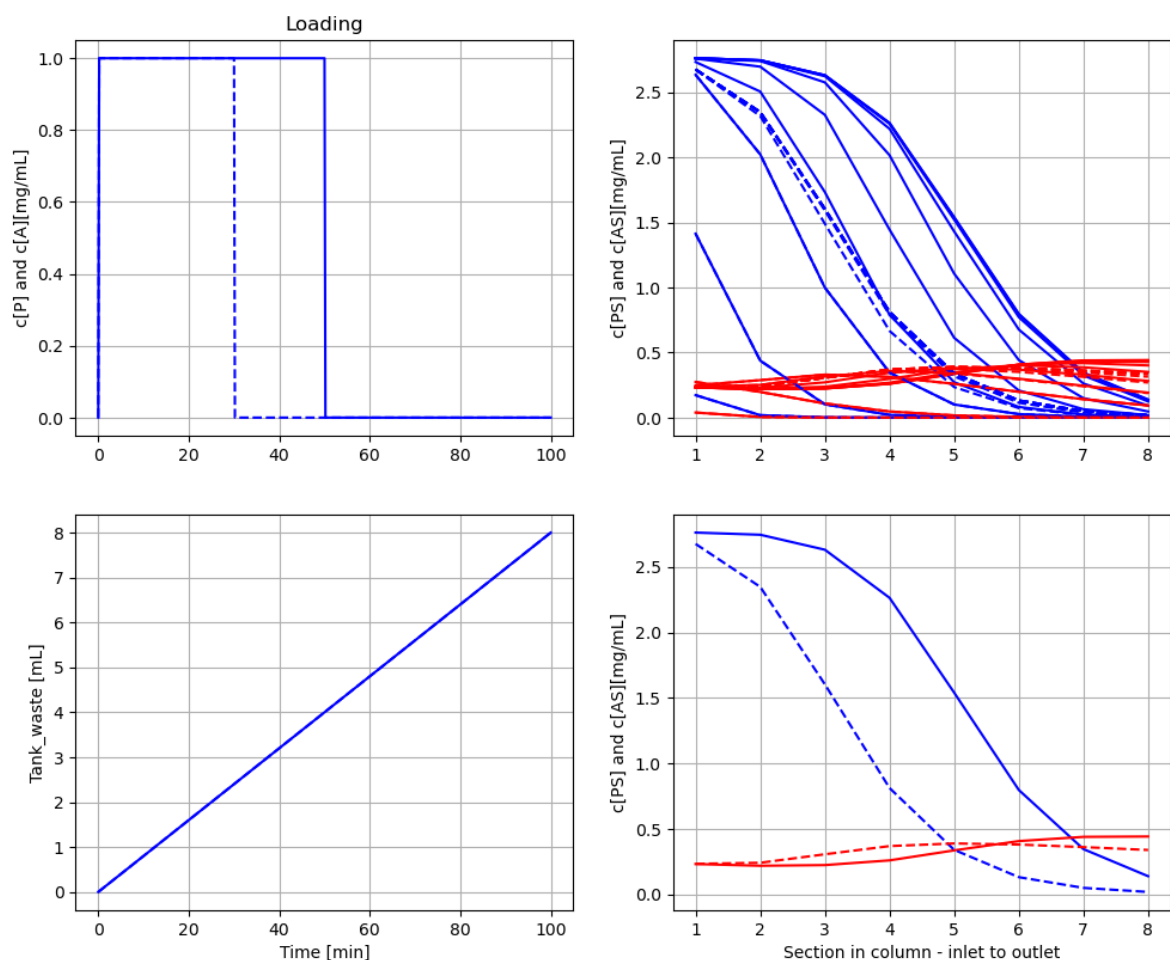 Loading
c[P] and c[A][mg/mL]
1.0
0.8
0.6
0.4
0.2
0.0
0 20 40 60 80 100
c[PS] and c[AS][mg/mL]
2.5
2.0
1.5
1.0
0.5
0.0
1 2 3 4 5 6 7 8
Tank_waste [mL]
8
7
6
5
4
3
2
1
0
0 20 40 60 80 100
Time [min]
c[PS] and c[AS][mg/mL]
2.5
2.0
1.5
1.0
0.5
0.0
1 2 3 4 5 6 7 8
Section in column - inlet to outlet